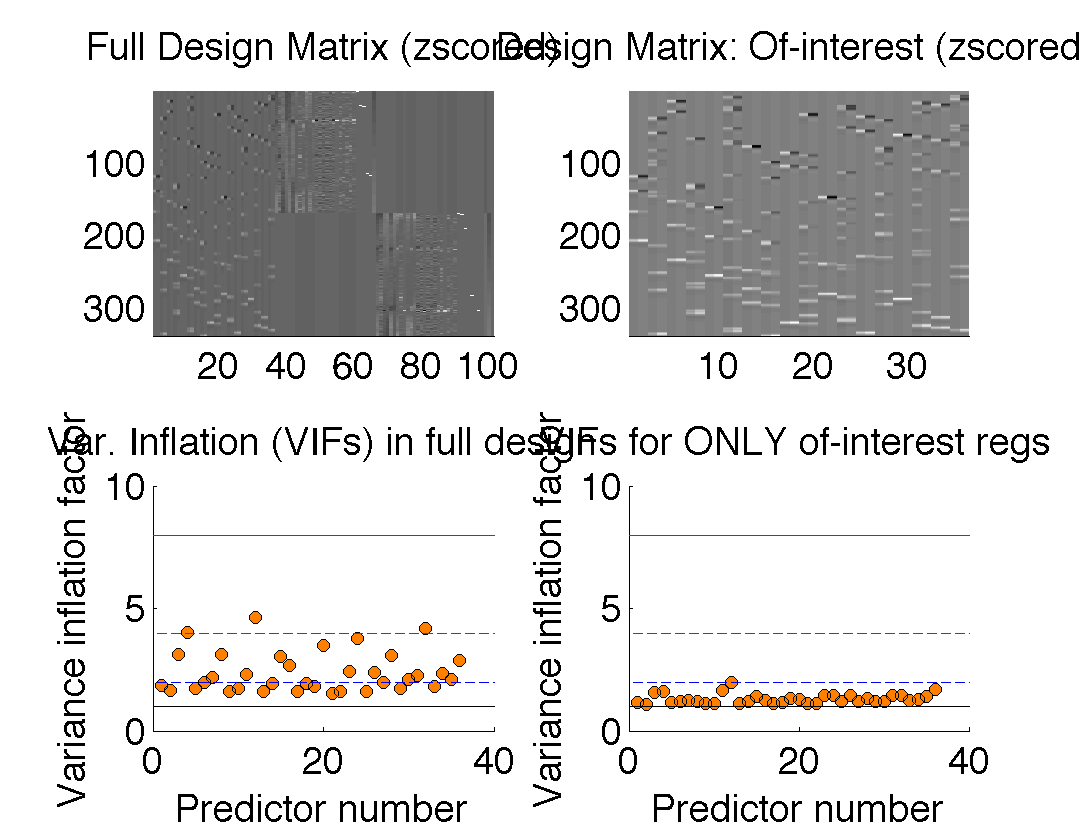 Full Design Matrix (zscored)
Design Matrix: Of-interest (zscored
100
200
300
20 40 60 80 100
100
200
300
10 20 30
Var. Inflation (VIFs) in full design
VIFs for ONLY of-interest regs
Variance inflation factor
10
5
0
0 20 40
Predictor number
Variance inflation factor
10
5
0
0 20 40
Predictor number